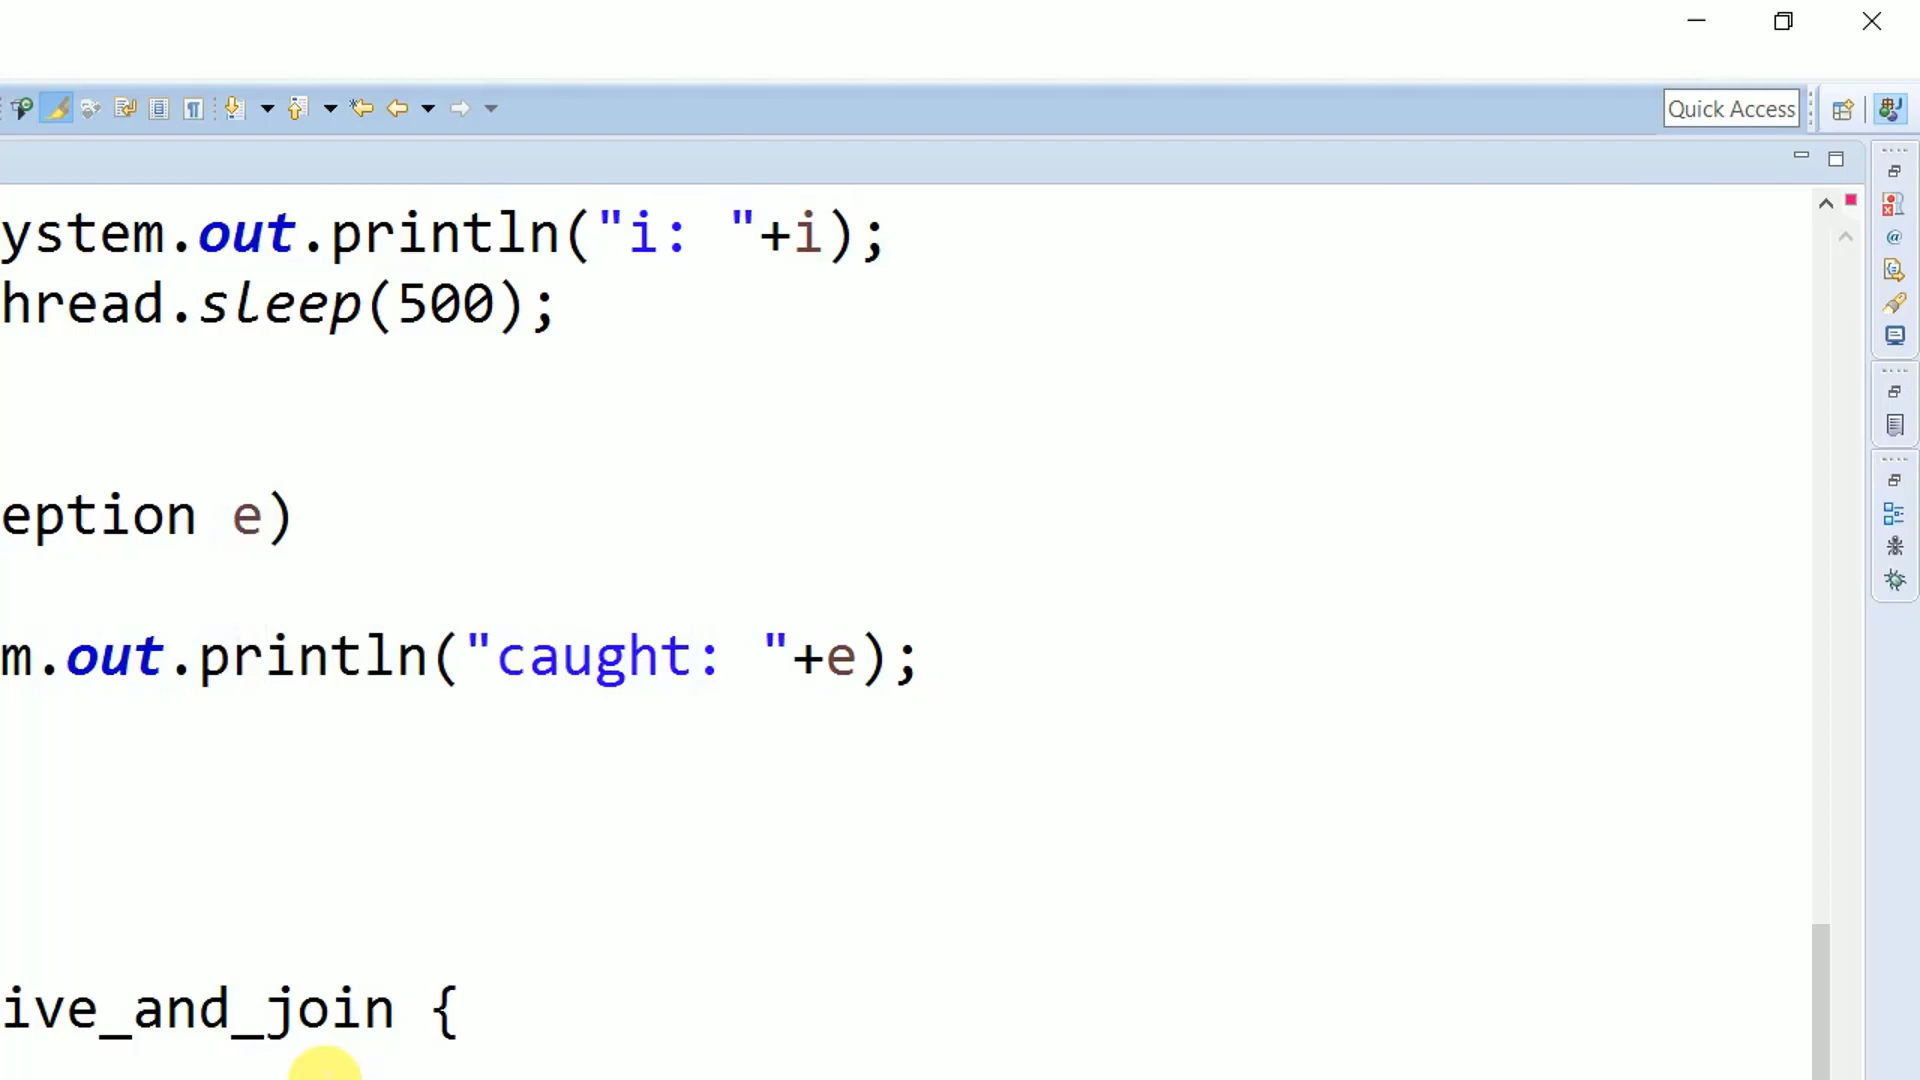 Quick Access
ystem.out.println("i: "+i);
hread.sleep(500);
eption e)
m.out.println("caught: "+e);
ive_and_join {